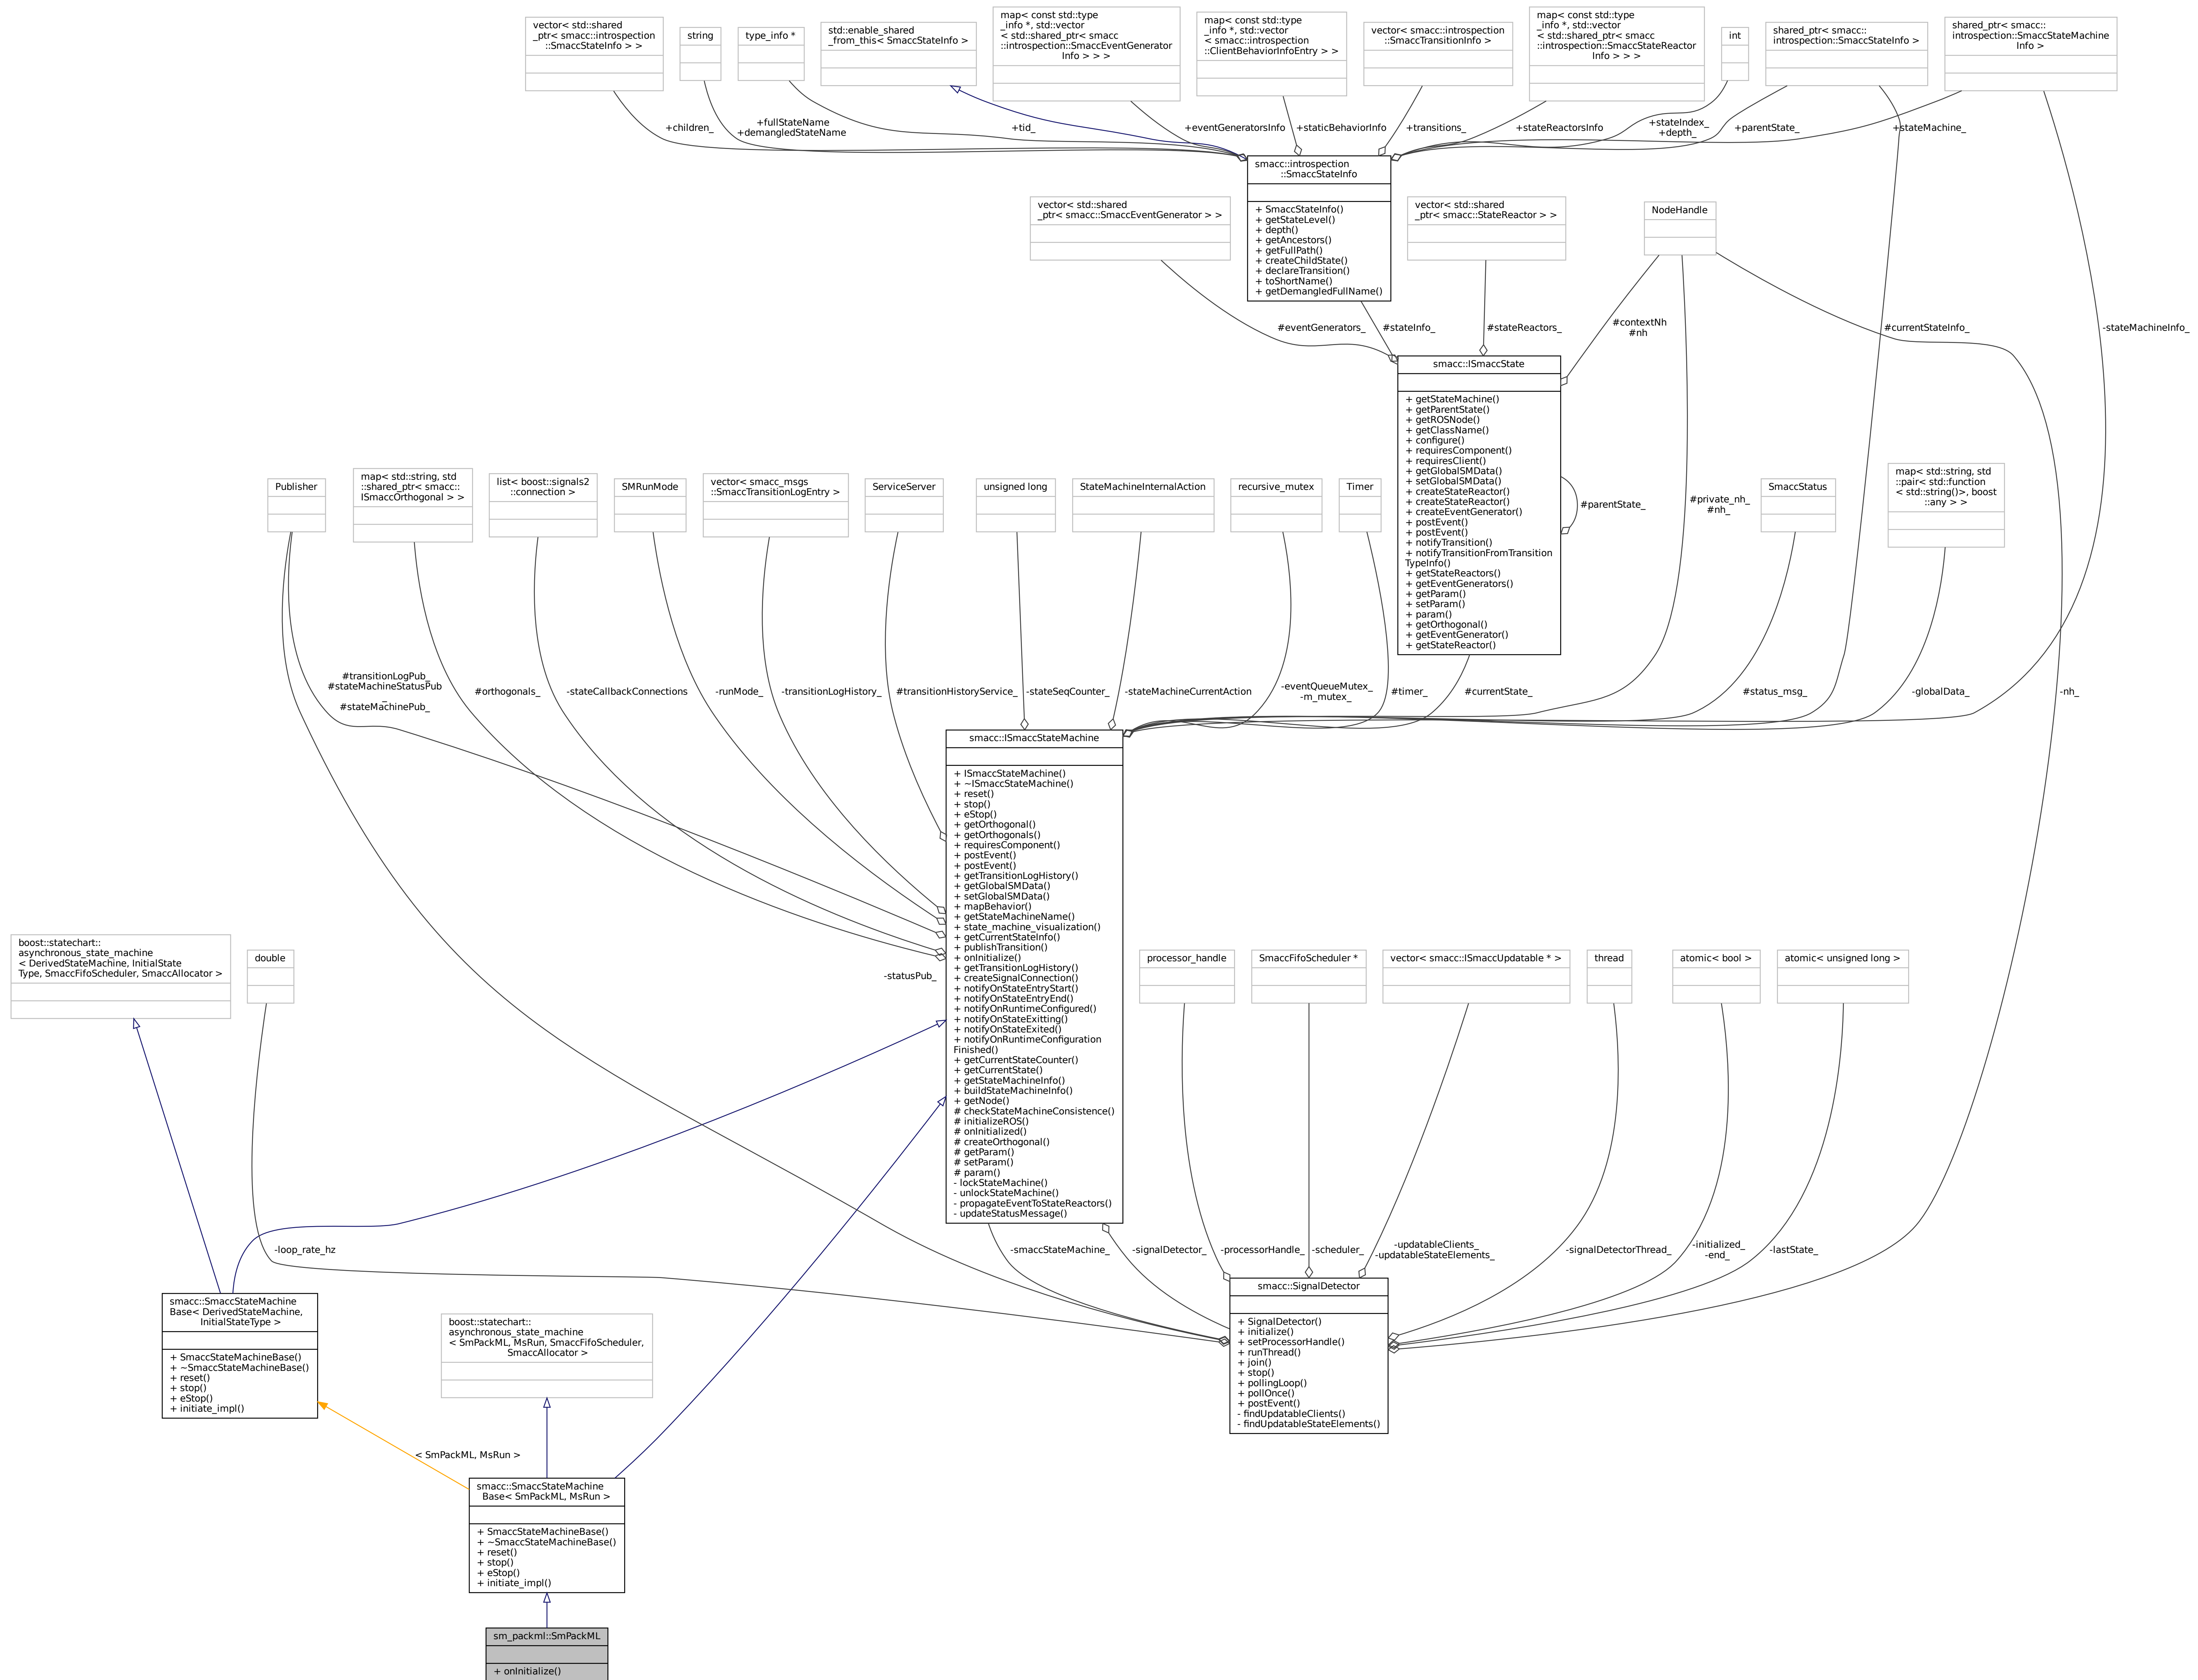 vector< std::shared
_ptr< smacc::introspection
::SmaccStateInfo > >
string
type_info *
std::enable_shared
_from_this< SmaccStateInfo >
map< const std::type
_info *, std::vector
< std::shared_ptr< smacc
::introspection::SmaccEventGenerator
Info > > >
map< const std::type
_info *, std::vector
< smacc::introspection
::ClientBehaviorInfoEntry > >
vector< smacc::introspection
::SmaccTransitionInfo >
map< const std::type
_info *, std::vector
< std::shared_ptr< smacc
::introspection::SmaccStateReactor
Info > > >
int
shared_ptr< smacc::
introspection::SmaccStateInfo >
shared_ptr< smacc::
introspection::SmaccStateMachine
Info >
+children_
+fullStateName
+demangledStateName
+tid_
+eventGeneratorsInfo
+staticBehaviorInfo
+transitions_
+stateReactorsInfo
+stateIndex_
+depth_
+parentState_
+stateMachine_
smacc::introspection
::SmaccStateInfo
+ SmaccStateInfo()
+ getStateLevel()
+ depth()
+ getAncestors()
+ getFullPath()
+ createChildState()
+ declareTransition()
+ toShortName()
+ getDemangledFullName()
vector< std::shared
_ptr< smacc::SmaccEventGenerator > >
vector< std::shared
_ptr< smacc::StateReactor > >
NodeHandle
#eventGenerators_
#stateInfo_
#stateReactors_
#contextNh
#nh
#currentStateInfo_
-stateMachineInfo_
smacc::ISmaccState
+ getStateMachine()
+ getParentState()
+ getROSNode()
+ getClassName()
+ configure()
+ requiresComponent()
+ requiresClient()
+ getGlobalSMData()
+ setGlobalSMData()
+ createStateReactor()
+ createStateReactor()
+ createEventGenerator()
+ postEvent()
+ postEvent()
+ notifyTransition()
+ notifyTransitionFromTransition
TypeInfo()
+ getStateReactors()
+ getEventGenerators()
+ getParam()
+ setParam()
+ param()
+ getOrthogonal()
+ getEventGenerator()
+ getStateReactor()
#parentState_
#private_nh_
#nh_
Publisher
map< std::string, std
::shared_ptr< smacc::
ISmaccOrthogonal > >
list< boost::signals2
::connection >
SMRunMode
vector< smacc_msgs
::SmaccTransitionLogEntry >
ServiceServer
unsigned long
StateMachineInternalAction
recursive_mutex
Timer
SmaccStatus
map< std::string, std
::pair< std::function
< std::string()>, boost
::any > >
#transitionLogPub_
#stateMachineStatusPub
_
#stateMachinePub_
#orthogonals_
-stateCallbackConnections
-runMode_
-transitionLogHistory_
#transitionHistoryService_
-stateSeqCounter_
-stateMachineCurrentAction
-eventQueueMutex_
-m_mutex_
#timer_
#currentState_
#status_msg_
-globalData_
-nh_
smacc::ISmaccStateMachine
+ ISmaccStateMachine()
+ ~ISmaccStateMachine()
+ reset()
+ stop()
+ eStop()
+ getOrthogonal()
+ getOrthogonals()
+ requiresComponent()
+ postEvent()
+ postEvent()
+ getTransitionLogHistory()
+ getGlobalSMData()
+ setGlobalSMData()
+ mapBehavior()
+ getStateMachineName()
+ state_machine_visualization()
+ getCurrentStateInfo()
+ publishTransition()
+ onInitialize()
+ getTransitionLogHistory()
+ createSignalConnection()
+ notifyOnStateEntryStart()
+ notifyOnStateEntryEnd()
+ notifyOnRuntimeConfigured()
+ notifyOnStateExitting()
+ notifyOnStateExited()
+ notifyOnRuntimeConfiguration
Finished()
+ getCurrentStateCounter()
+ getCurrentState()
+ getStateMachineInfo()
+ buildStateMachineInfo()
+ getNode()
# checkStateMachineConsistence()
# initializeROS()
# onInitialized()
# createOrthogonal()
# getParam()
# setParam()
# param()
- lockStateMachine()
- unlockStateMachine()
- propagateEventToStateReactors()
- updateStatusMessage()
boost::statechart::
asynchronous_state_machine
< DerivedStateMachine, InitialState
Type, SmaccFifoScheduler, SmaccAllocator >
double
-statusPub_
processor_handle
SmaccFifoScheduler *
vector< smacc::ISmaccUpdatable * >
thread
atomic< bool >
atomic< unsigned long >
-loop_rate_hz
-smaccStateMachine_
-signalDetector_
-processorHandle_
-scheduler_
-updatableClients_
-updatableStateElements_
-signalDetectorThread_
-initialized_
-end_
-lastState_
smacc::SmaccStateMachine
Base< DerivedStateMachine,
InitialStateType >
+ SmaccStateMachineBase()
+ ~SmaccStateMachineBase()
+ reset()
+ stop()
+ eStop()
+ initiate_impl()
boost::statechart::
asynchronous_state_machine
< SmPackML, MsRun, SmaccFifoScheduler,
SmaccAllocator >
smacc::SignalDetector
+ SignalDetector()
+ initialize()
+ setProcessorHandle()
+ runThread()
+ join()
+ stop()
+ pollingLoop()
+ pollOnce()
+ postEvent()
- findUpdatableClients()
- findUpdatableStateElements()
< SmPackML, MsRun >
smacc::SmaccStateMachine
Base< SmPackML, MsRun >
+ SmaccStateMachineBase()
+ ~SmaccStateMachineBase()
+ reset()
+ stop()
+ eStop()
+ initiate_impl()
sm_packml::SmPackML
+ onInitialize()